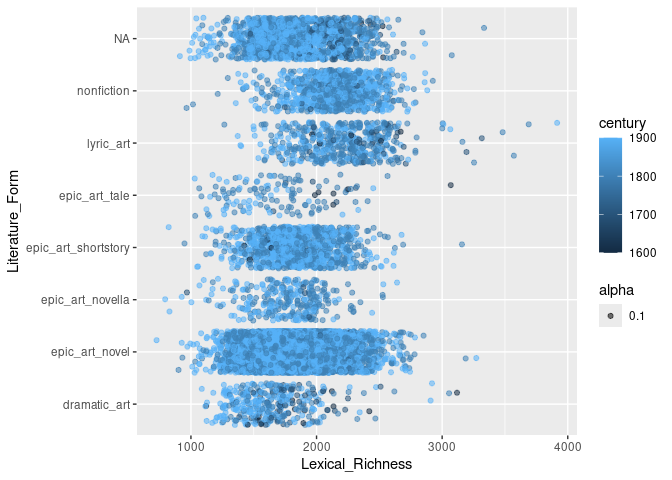 NA
nonfiction
lyric_art
epic_art_tale
epic_art_shortstory
epic_art_novella
epic_art_novel
dramatic_art
Literature_Form
1000 2000 3000 4000
Lexical_Richness
century
1900
1800
1700
1600
alpha
0.1